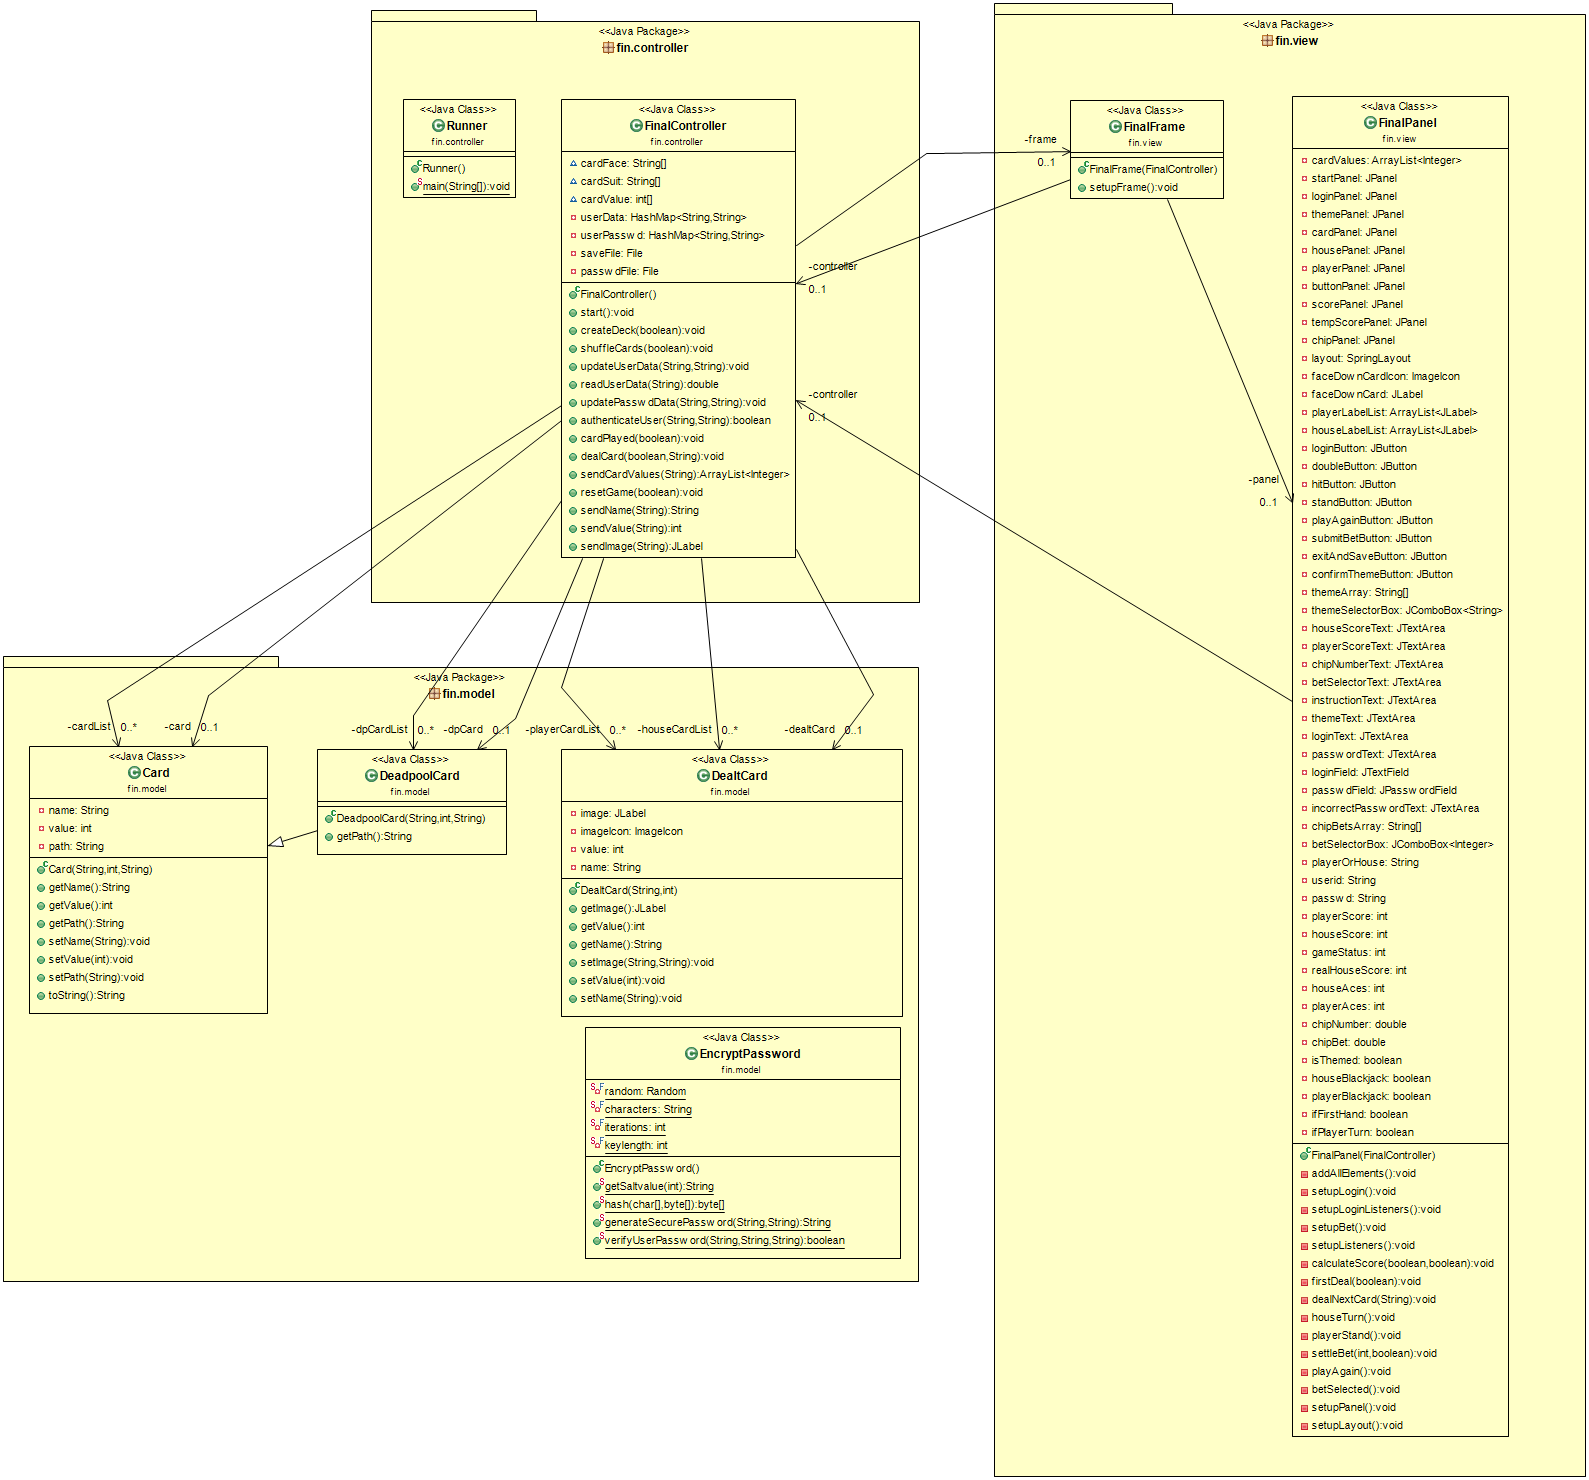 <<Java Package>>
fin.controller
<<Java Class>>
Runner
fin.controller
Runner()
main(String[]):void
<<Java Class>>
FinalController
fin.controller
cardFace: String[]
cardSuit: String[]
cardValue: int[]
userData: HashMap<String,String>
userPasswd: HashMap<String,String>
saveFile: File
passwdFile: File
FinalController()
start():void
createDeck(boolean):void
shuffleCards(boolean):void
updateUserData(String,String):void
readUserData(String):double
updatePasswdData(String,String):void
authenticateUser(String,String):boolean
cardPlayed(boolean):void
dealCard(boolean,String):void
sendCardValues(String):ArrayList<Integer>
resetGame(boolean):void
sendName(String):String
sendValue(String):int
sendImage(String):JLabel
-controller
0..1
-controller
0..1
<<Java Package>>
fin.view
-frame
0..1
<<Java Class>>
FinalFrame
fin.view
FinalFrame(FinalController)
setupFrame():void
-panel
0..1
<<Java Class>>
FinalPanel
fin.view
cardValues: ArrayList<Integer>
startPanel: JPanel
loginPanel: JPanel
themePanel: JPanel
cardPanel: JPanel
housePanel: JPanel
playerPanel: JPanel
buttonPanel: JPanel
scorePanel: JPanel
tempScorePanel: JPanel
chipPanel: JPanel
layout: SpringLayout
faceDownCardIcon: ImageIcon
faceDownCard: JLabel
playerLabelList: ArrayList<JLabel>
houseLabelList: ArrayList<JLabel>
loginButton: JButton
doubleButton: JButton
hitButton: JButton
standButton: JButton
playAgainButton: JButton
submitBetButton: JButton
exitAndSaveButton: JButton
confirmThemeButton: JButton
themeArray: String[]
themeSelectorBox: JComboBox<String>
houseScoreText: JTextArea
playerScoreText: JTextArea
chipNumberText: JTextArea
betSelectorText: JTextArea
instructionText: JTextArea
themeText: JTextArea
loginText: JTextArea
passwordText: JTextArea
loginField: JTextField
passwdField: JPasswordField
incorrectPasswordText: JTextArea
chipBetsArray: String[]
betSelectorBox: JComboBox<Integer>
playerOrHouse: String
userid: String
passwd: String
playerScore: int
houseScore: int
gameStatus: int
realHouseScore: int
houseAces: int
playerAces: int
chipNumber: double
chipBet: double
isThemed: boolean
houseBlackjack: boolean
playerBlackjack: boolean
ifFirstHand: boolean
ifPlayerTurn: boolean
FinalPanel(FinalController)
addAllElements():void
setupLogin():void
setupLoginListeners():void
setupBet():void
setupListeners():void
calculateScore(boolean,boolean):void
firstDeal(boolean):void
dealNextCard(String):void
houseTurn():void
playerStand():void
settleBet(int,boolean):void
playAgain():void
betSelected():void
setupPanel():void
setupLayout():void
<<Java Package>>
fin.model
-cardList 0..*
-card 0..1
-dpCardList 0..*
-dpCard 0..1
-playerCardList 0..*
-houseCardList 0..*
-dealtCard 0..1
<<Java Class>>
Card
fin.model
name: String
value: int
path: String
Card(String,int,String)
getName():String
getValue():int
getPath():String
setName(String):void
setValue(int):void
setPath(String):void
toString():String
<<Java Class>>
DeadpoolCard
fin.model
DeadpoolCard(String,int,String)
getPath():String
<<Java Class>>
DealtCard
fin.model
image: JLabel
imageIcon: ImageIcon
value: int
name: String
DealtCard(String,int)
getImage():JLabel
getValue():int
getName():String
setImage(String,String):void
setValue(int):void
setName(String):void
<<Java Class>>
EncryptPassword
fin.model
random: Random
characters: String
iterations: int
keylength: int
EncryptPassword()
getSaltvalue(int):String
hash(char[],byte[]):byte[]
generateSecurePassword(String,String):String
verifyUserPassword(String,String,String):boolean